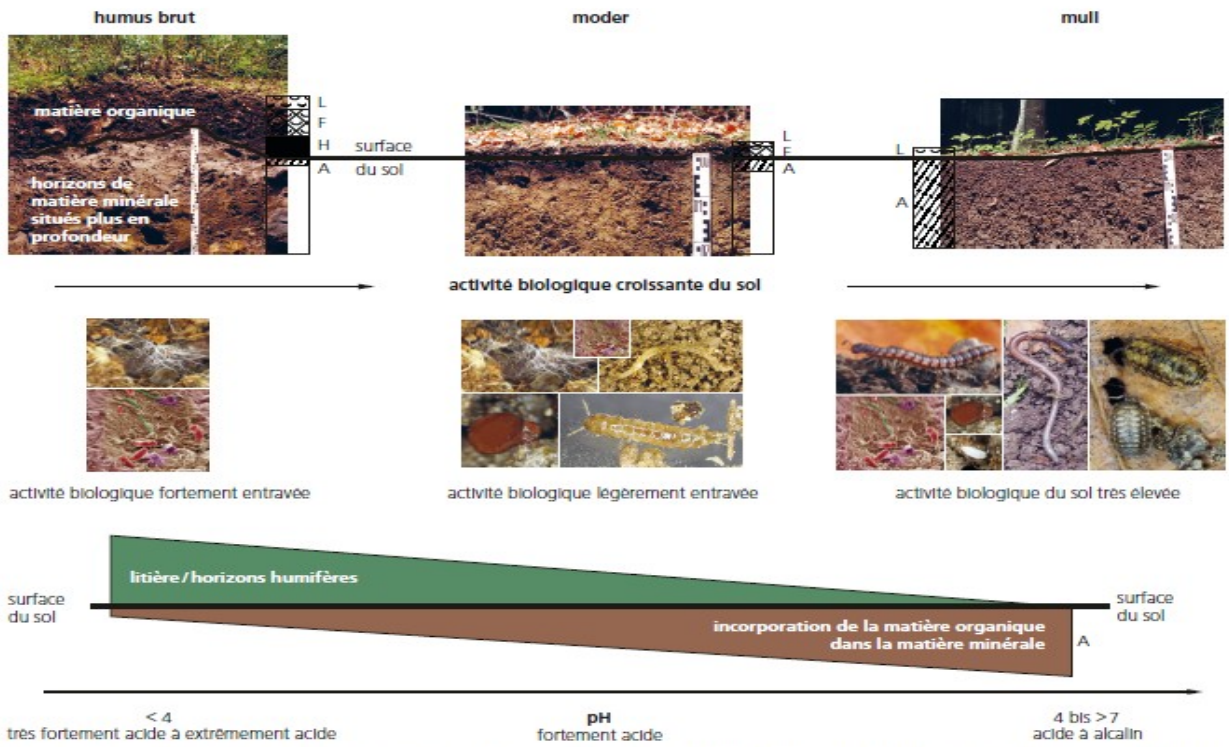 humus brut
moder
mull
matière organique
horizons de
matière minérale
situés plus en
profondeur
L
F
H
A
surface
du sol
L
F
A
L
A
activité biologique croissante du sol
activité biologique fortement entravée
activité biologique légèrement entravée
activité biologique du sol très élevée
litière/horizons humifères
surface
du sol
incorporation de la matière organique
dans la matière minérale
A
surface
du sol
< 4
très fortement acide à extrêmement acide
pH
fortement acide
4 bis >7
acide à alcalin